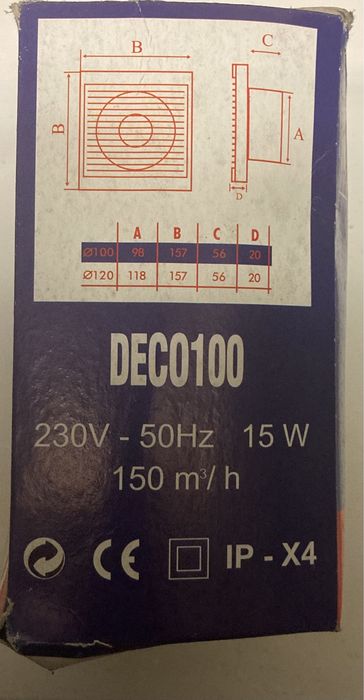 B
C
B
A
D
A B C D
Ø100 98 157 56 20
Ø120 118 157 56 20
DECO100
230V - 50Hz 15 W
150 m³/ h
CE IP - X4